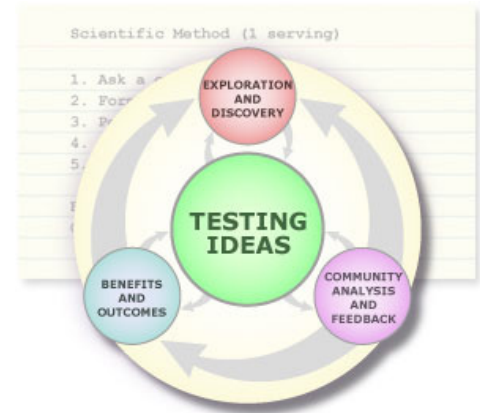 Scientific Method (1 serving)
1. Ask a
2.
3.
4.
5.
EXPLORATION
AND
DISCOVERY
TESTING
IDEAS
BENEFITS
AND
OUTCOMES
COMMUNITY
ANALYSIS
AND
FEEDBACK